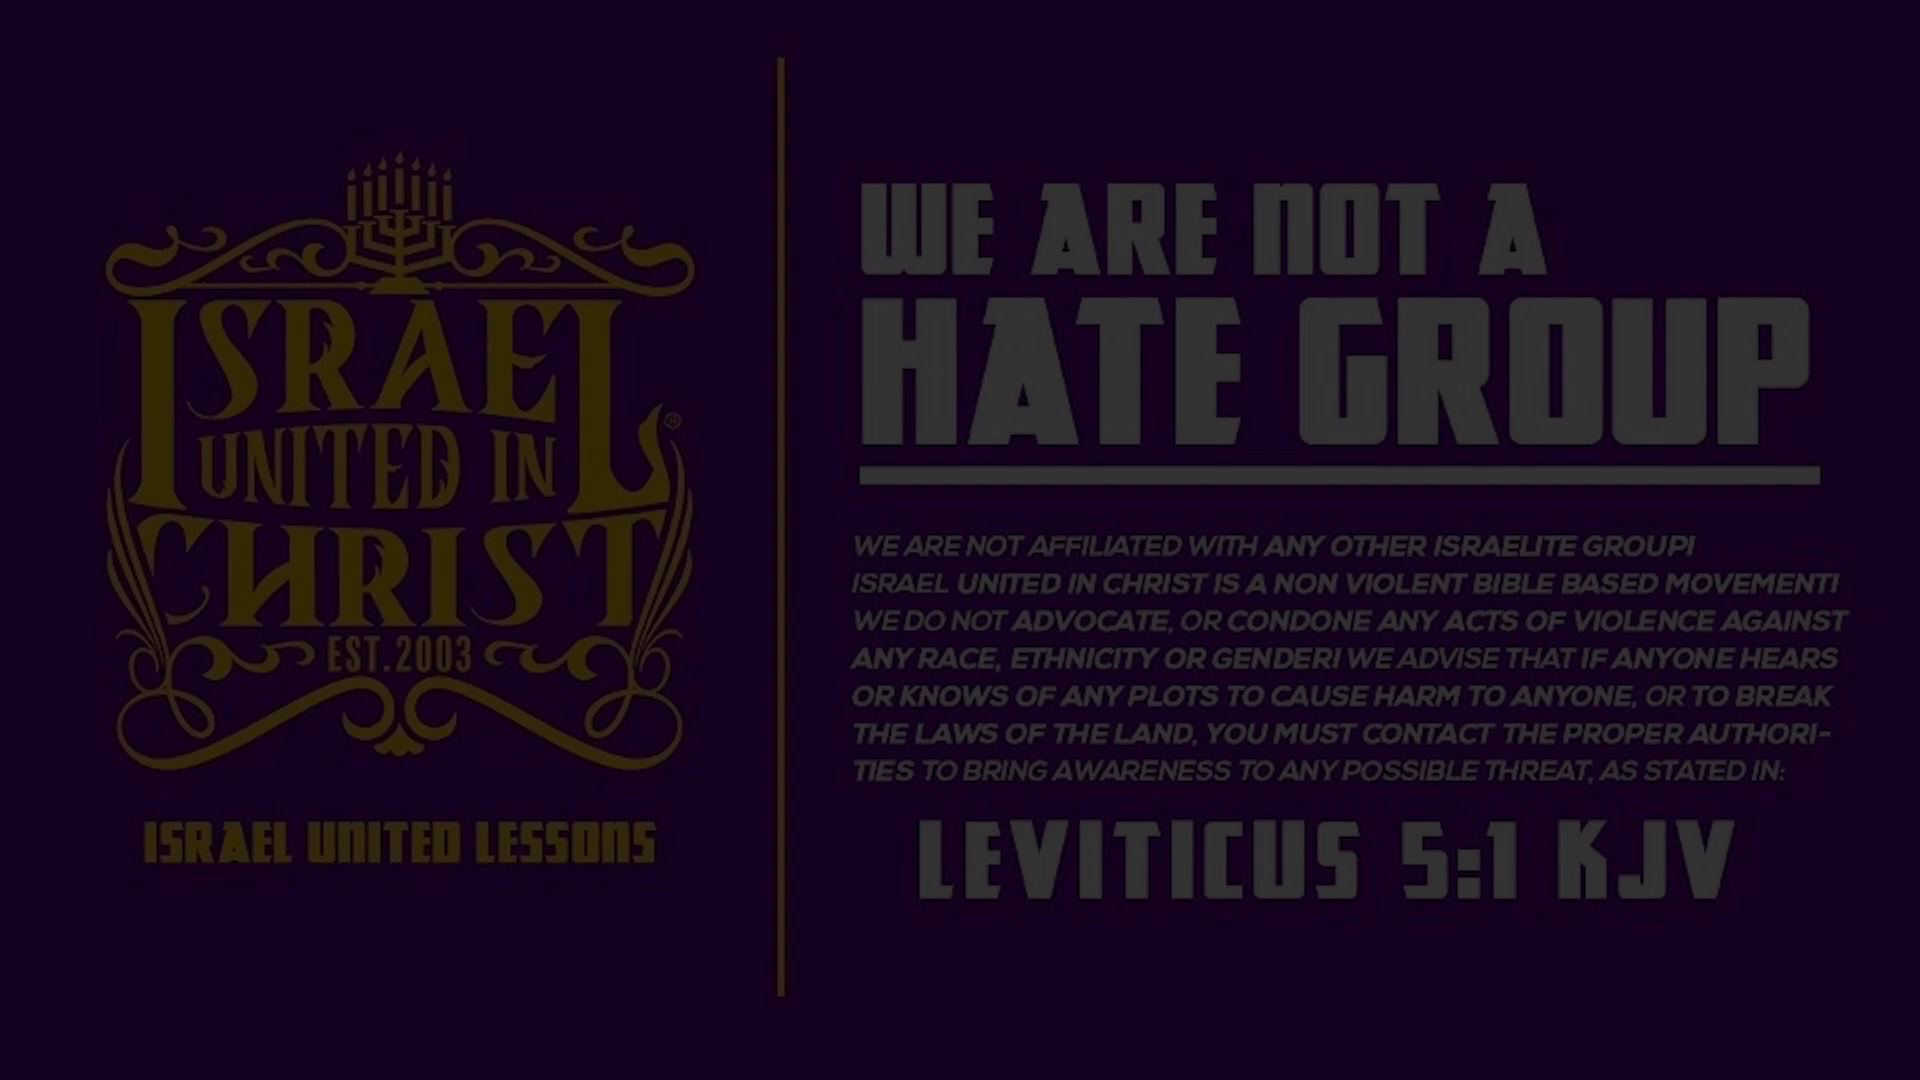 ISRAEL
UNITED IN
CHRIST
®
EST.2003
ISRAEL UNITED LESSONS
WE ARE NOT A
HATE GROUP
WE ARE NOT AFFILIATED WITH ANY OTHER ISRAELITE GROUP!
ISRAEL UNITED IN CHRIST IS A NON VIOLENT BIBLE BASED MOVEMENT!
WE DO NOT ADVOCATE, OR CONDONE ANY ACTS OF VIOLENCE AGAINST
ANY RACE, ETHNICITY OR GENDER! WE ADVISE THAT IF ANYONE HEARS
OR KNOWS OF ANY PLOTS TO CAUSE HARM TO ANYONE, OR TO BREAK
THE LAWS OF THE LAND, YOU MUST CONTACT THE PROPER AUTHORI-
TIES TO BRING AWARENESS TO ANY POSSIBLE THREAT, AS STATED IN:
LEVITICUS 5:1 KJV